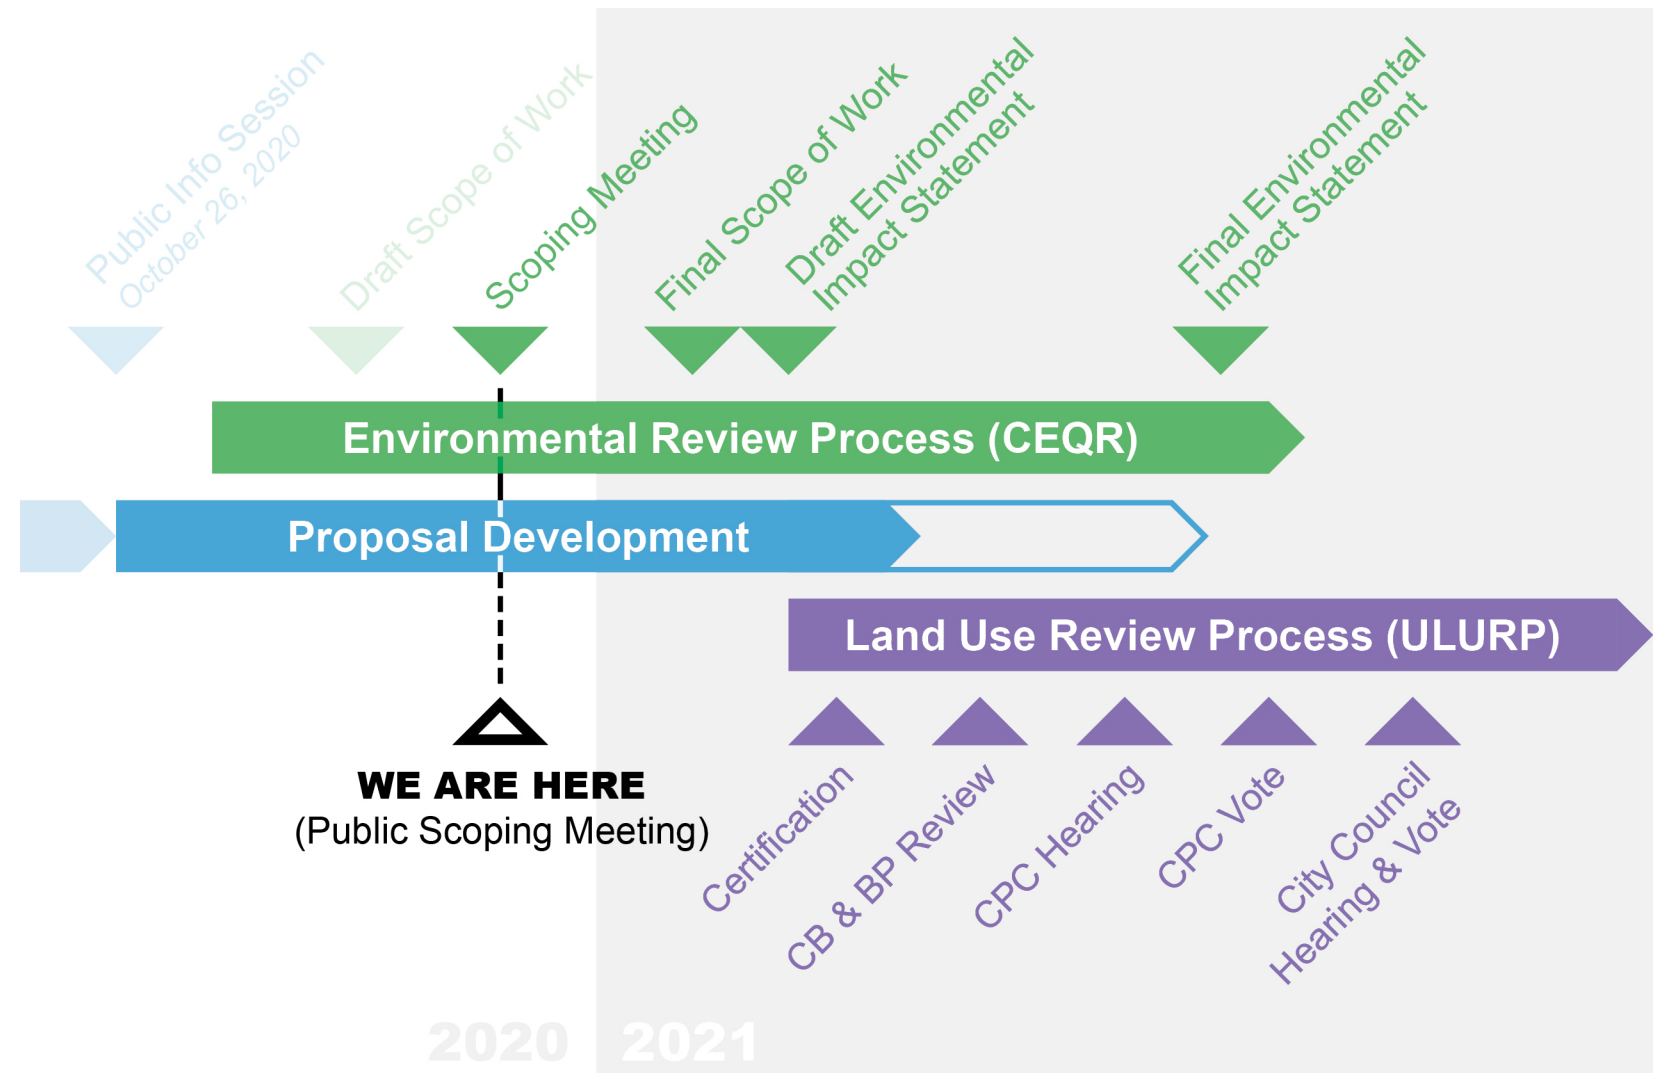 Public Info Session
October 26, 2020
Draft Scope of Work
Scoping Meeting
Final Scope of Work
Draft Environmental
Impact Statement
Final Environmental
Impact Statement
Environmental Review Process (CEQR)
Proposal Development
Land Use Review Process (ULURP)
WE ARE HERE
(Public Scoping Meeting)
Certification
CB & BP Review
CPC Hearing
CPC Vote
City Council
Hearing & Vote
2020
2021